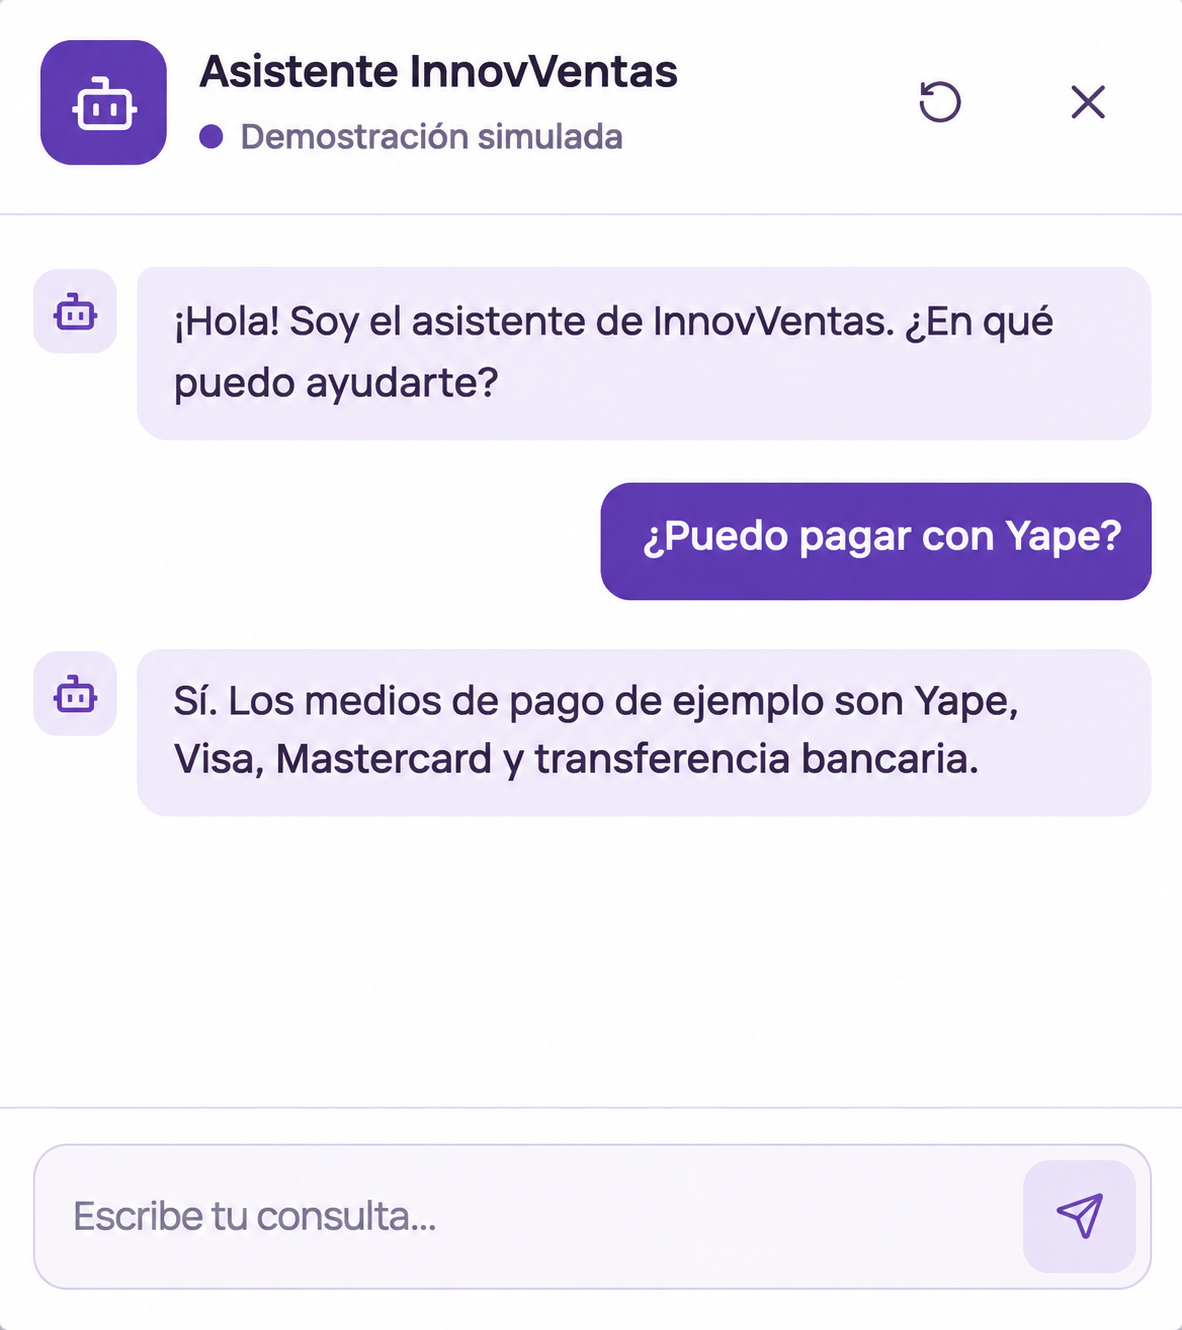 Asistente InnovVentas
Demostración simulada
¡Hola! Soy el asistente de InnovVentas. ¿En qué
puedo ayudarte?
¿Puedo pagar con Yape?
Sí. Los medios de pago de ejemplo son Yape,
Visa, Mastercard y transferencia bancaria.
Escribe tu consulta...